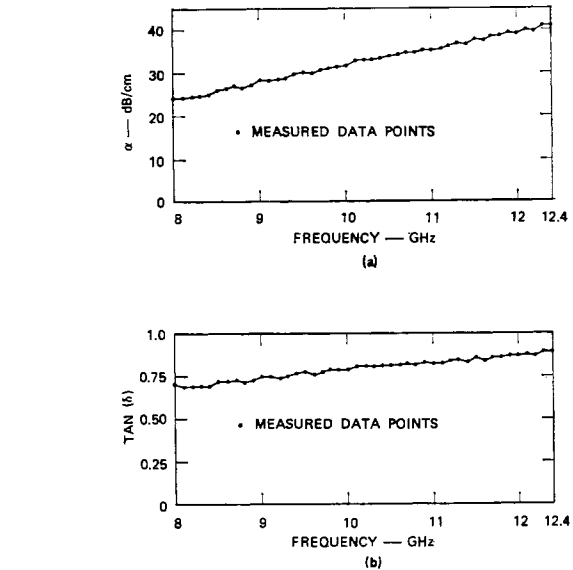 40
30
20
10
0
α — dB/cm
• MEASURED DATA POINTS
8 9 10 11 12 12.4
FREQUENCY — GHz
(a)
1.0
0.75
0.50
0.25
0
TAN (δ)
• MEASURED DATA POINTS
8 9 10 11 12 12.4
FREQUENCY — GHz
(b)